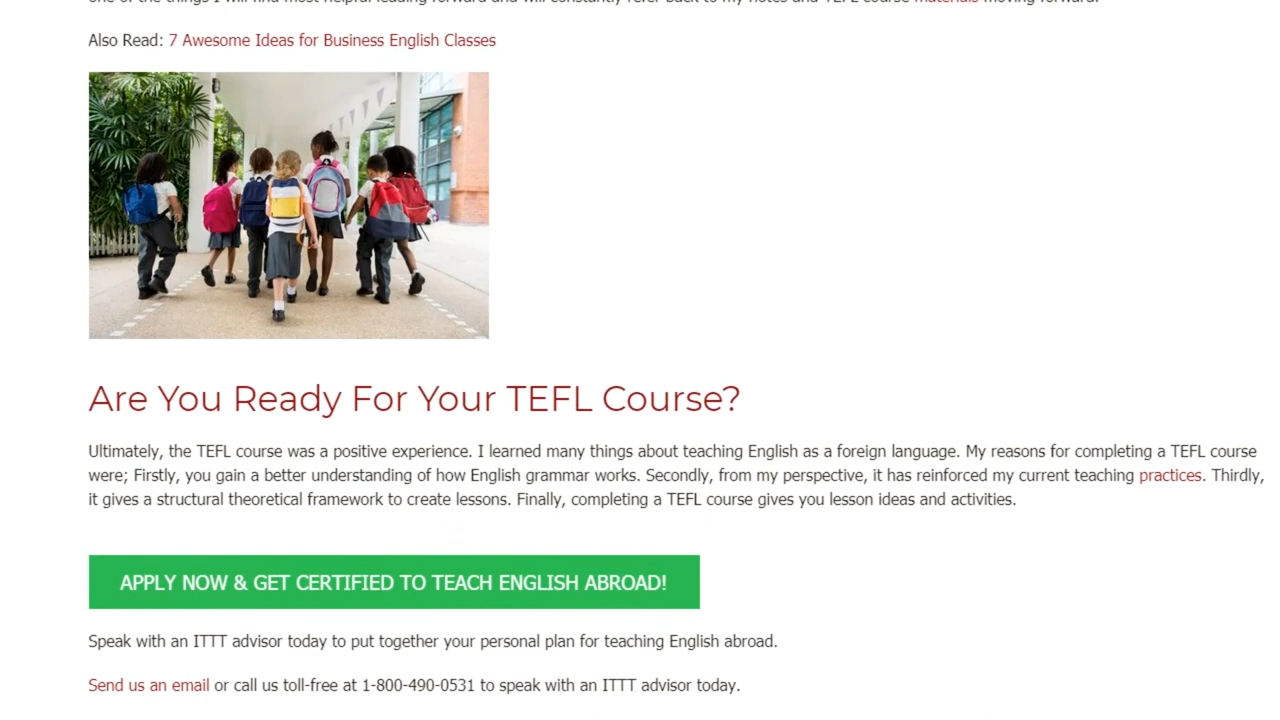 Also Read: 7 Awesome Ideas for Business English Classes
Are You Ready For Your TEFL Course?
Ultimately, the TEFL course was a positive experience. I learned many things about teaching English as a foreign language. My reasons for completing a TEFL course
were; Firstly, you gain a better understanding of how English grammar works. Secondly, from my perspective, it has reinforced my current teaching practices. Thirdly,
it gives a structural theoretical framework to create lessons. Finally, completing a TEFL course gives you lesson ideas and activities.
APPLY NOW & GET CERTIFIED TO TEACH ENGLISH ABROAD!
Speak with an ITTT advisor today to put together your personal plan for teaching English abroad.
Send us an email or call us toll-free at 1-800-490-0531 to speak with an ITTT advisor today.